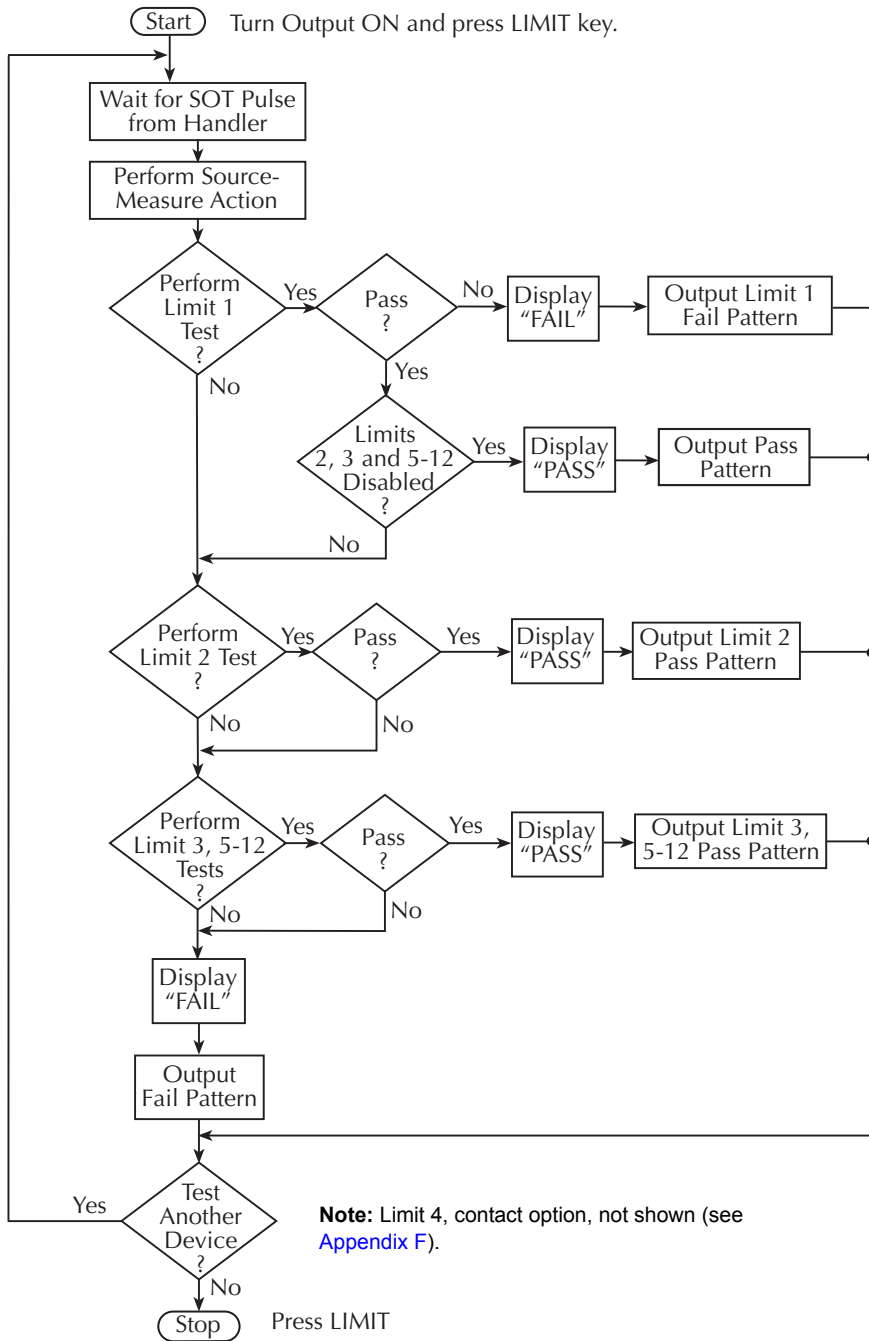 Start
Turn Output ON and press LIMIT key.
Wait for SOT Pulse
from Handler
Perform Source-
Measure Action
Perform
Limit 1
Test
?
Yes
Pass
?
No
Display
“FAIL”
Output Limit 1
Fail Pattern
No
Yes
Limits
2, 3 and 5-12
Disabled
?
Yes
Display
“PASS”
Output Pass
Pattern
No
Perform
Limit 2 Test
?
Yes
Pass
?
Yes
Display
“PASS”
Output Limit 2
Pass Pattern
No
No
Perform
Limit 3, 5-12
Tests
?
Yes
Pass
?
Yes
Display
“PASS”
Output Limit 3,
5-12 Pass Pattern
No
No
Display
“FAIL”
Output
Fail Pattern
Yes
Test
Another
Device
?
Note: Limit 4, contact option, not shown (see
Appendix F).
No
Stop
Press LIMIT